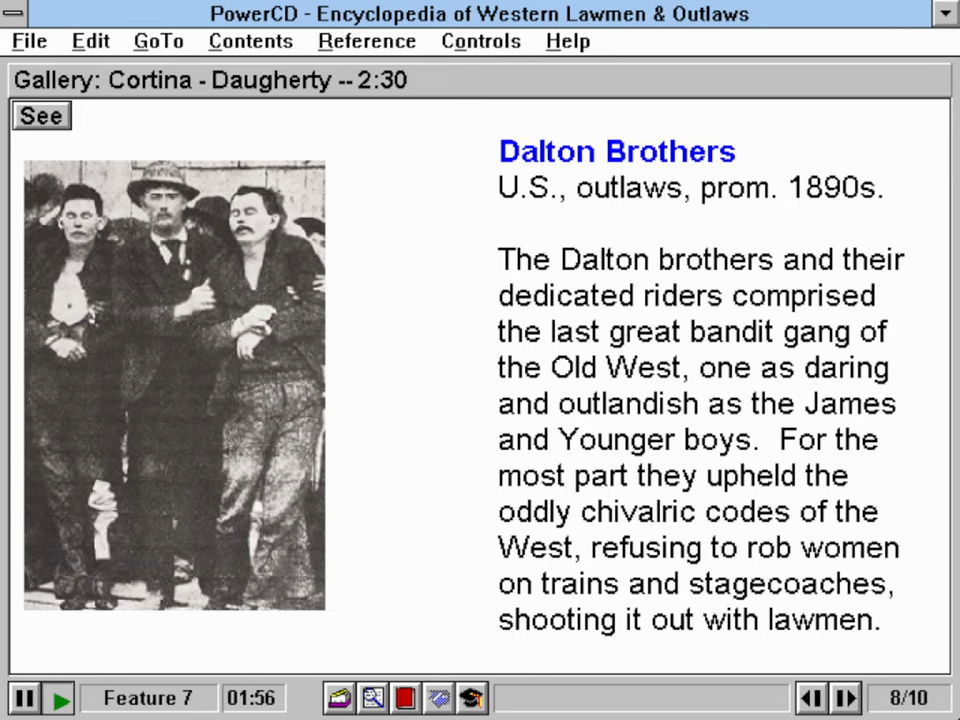 PowerCD - Encyclopedia of Western Lawmen & Outlaws
File Edit GoTo Contents Reference Controls Help
Gallery: Cortina - Daugherty -- 2:30
See
Dalton Brothers
U.S., outlaws, prom. 1890s.
The Dalton brothers and their
dedicated riders comprised
the last great bandit gang of
the Old West, one as daring
and outlandish as the James
and Younger boys. For the
most part they upheld the
oddly chivalric codes of the
West, refusing to rob women
on trains and stagecoaches,
shooting it out with lawmen.
Feature 7 01:56 8/10